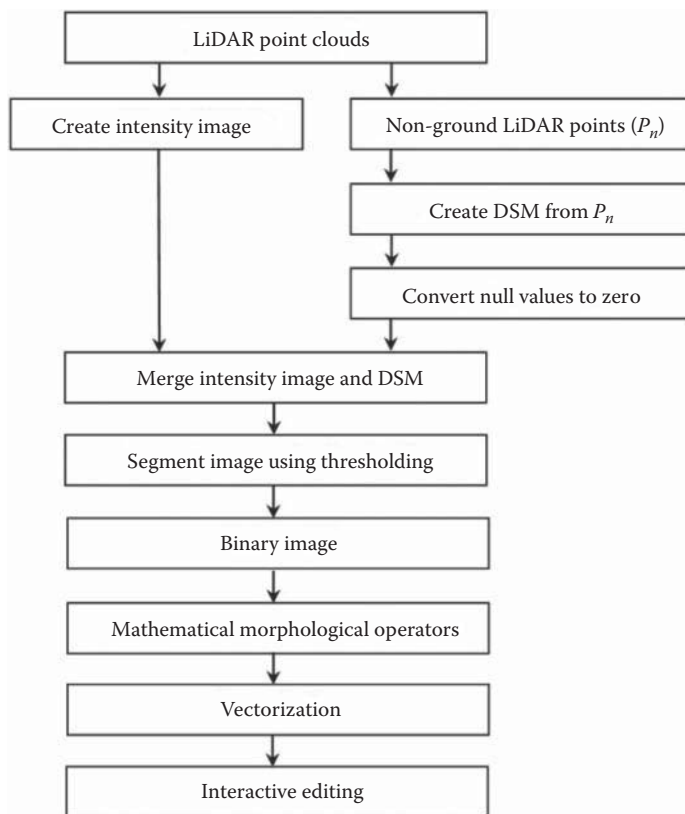 LiDAR point clouds
Create intensity image
Non-ground LiDAR points (Pn)
Create DSM from Pn
Convert null values to zero
Merge intensity image and DSM
Segment image using thresholding
Binary image
Mathematical morphological operators
Vectorization
Interactive editing